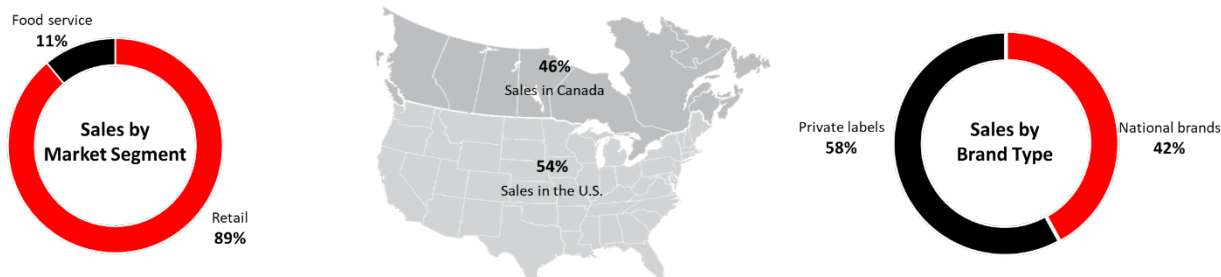 Food service
11%
Sales by
Market Segment
Retail
89%
46%
Sales in Canada
54%
Sales in the U.S.
Private labels
58%
Sales by
Brand Type
National brands
42%